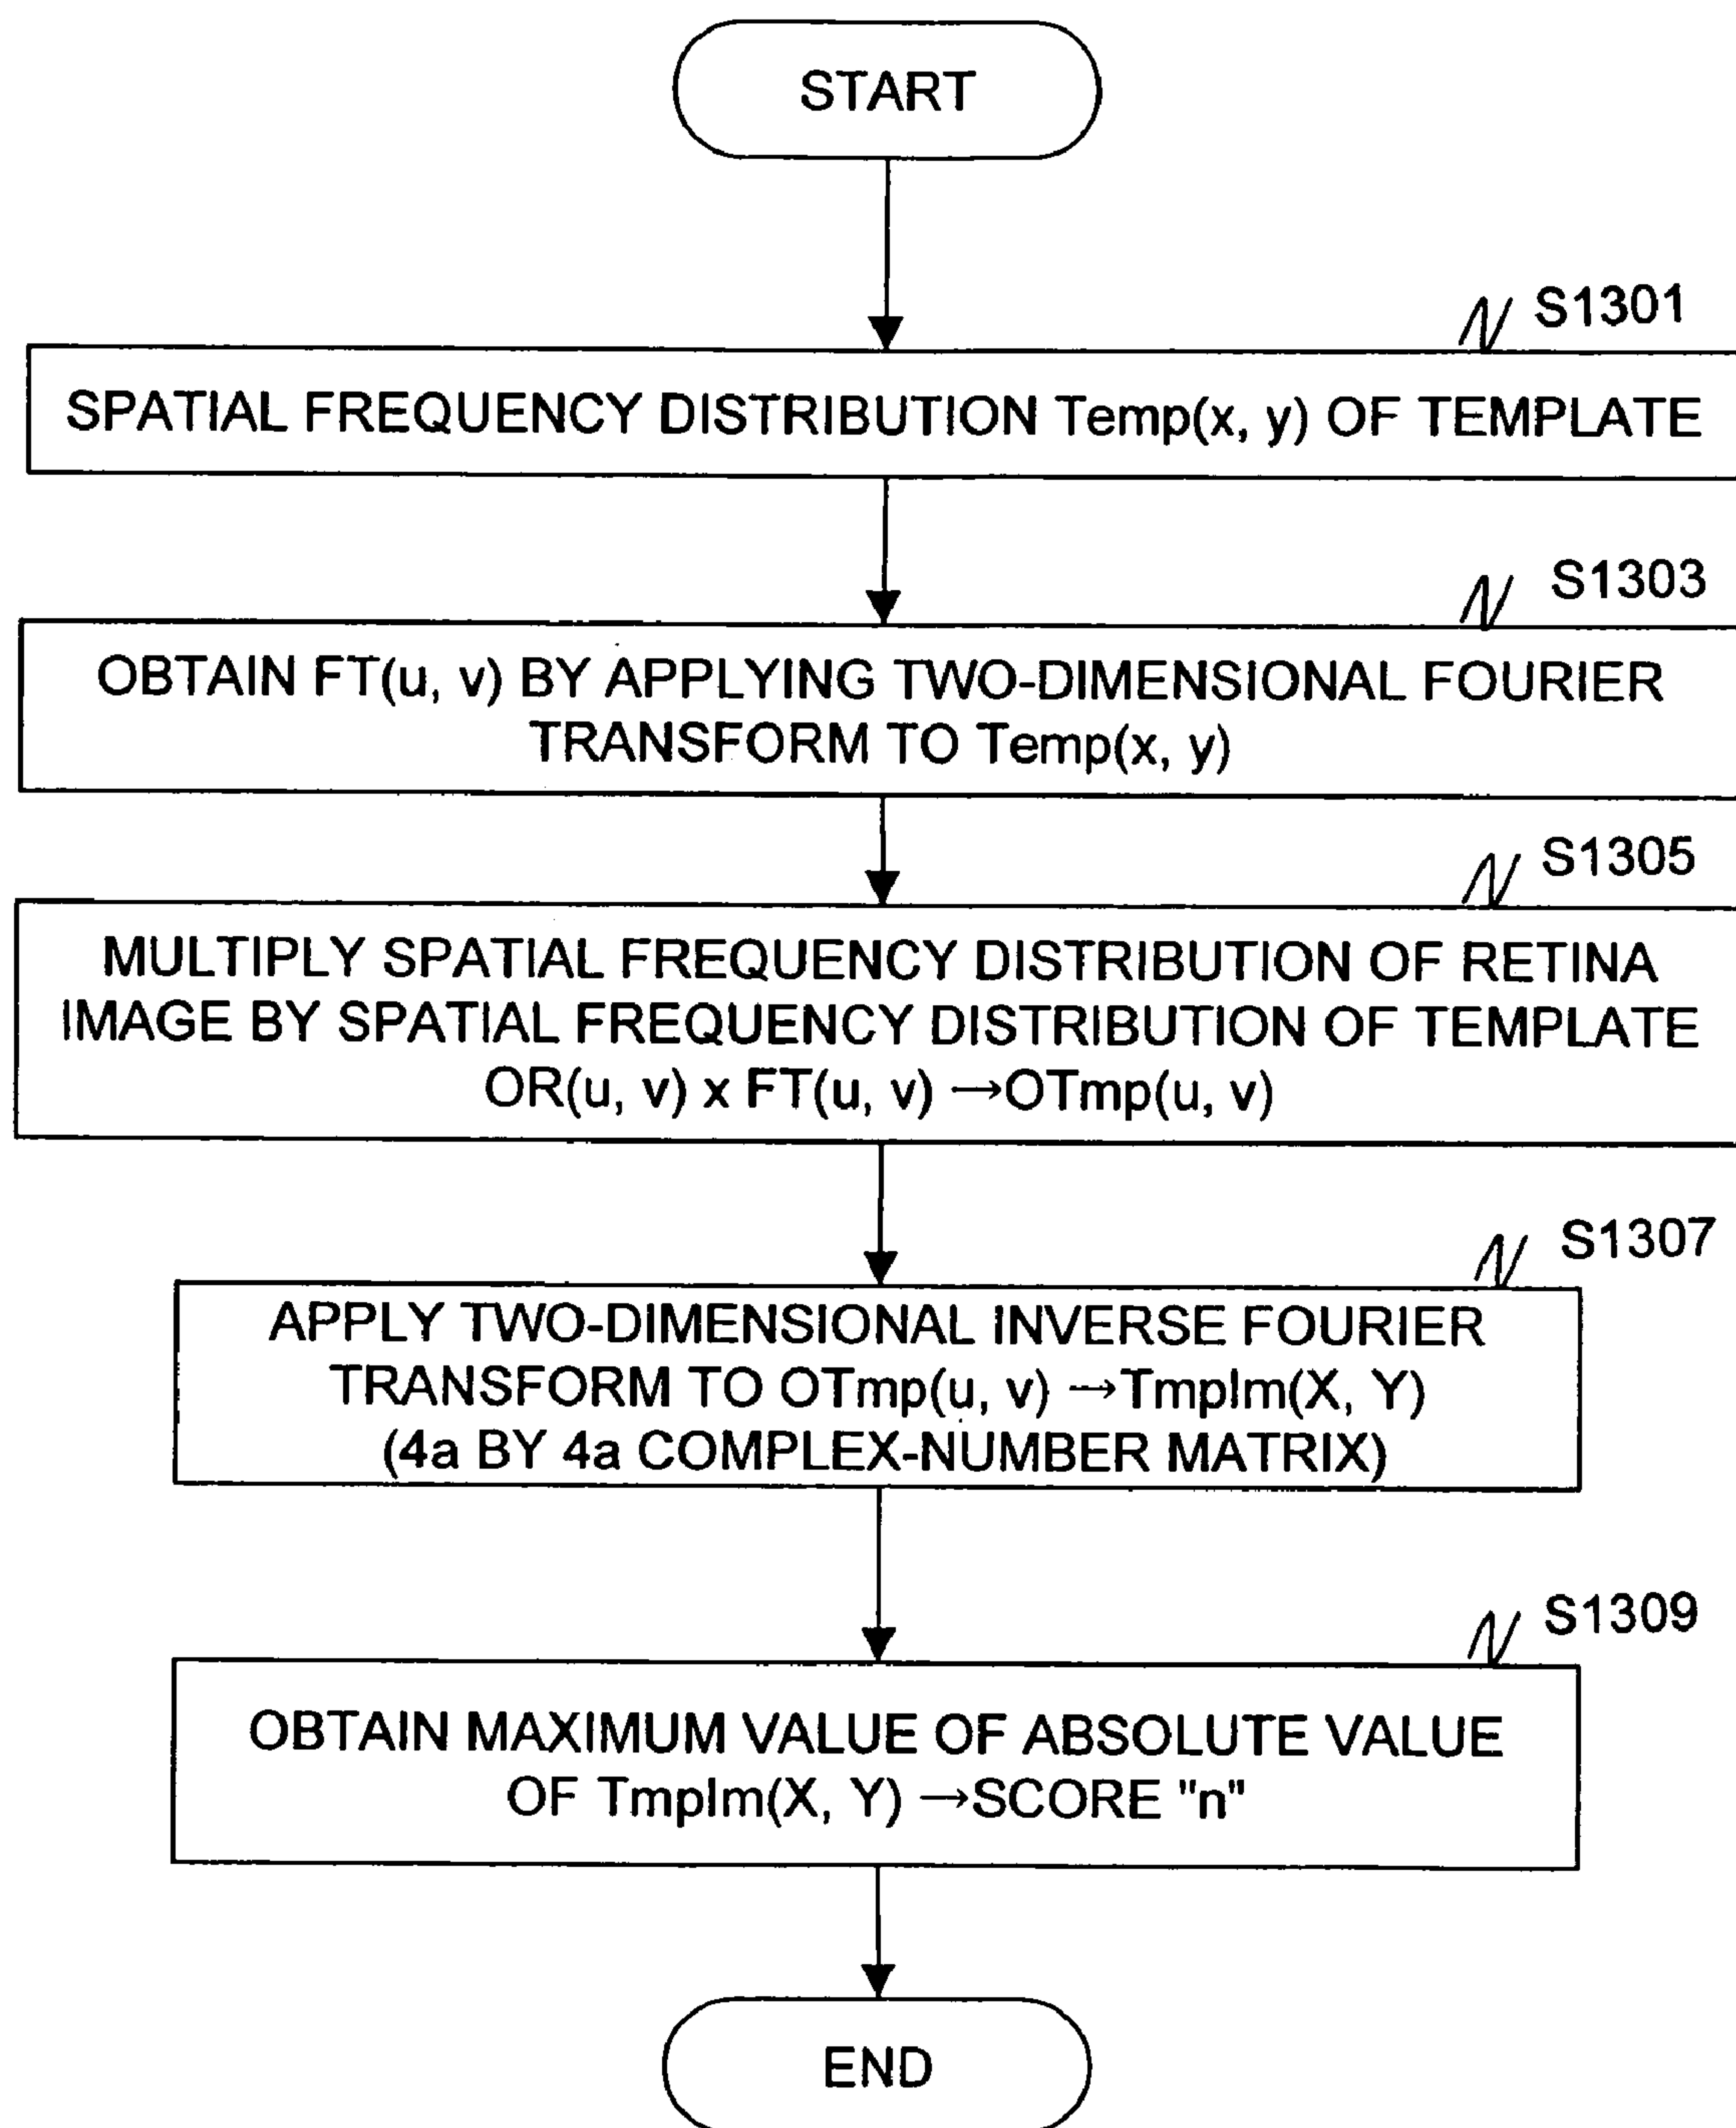 START
S1301
SPATIAL FREQUENCY DISTRIBUTION Temp(x, y) OF TEMPLATE
S1303
OBTAIN FT(u, v) BY APPLYING TWO-DIMENSIONAL FOURIER
TRANSFORM TO Temp(x, y)
S1305
MULTIPLY SPATIAL FREQUENCY DISTRIBUTION OF RETINA
IMAGE BY SPATIAL FREQUENCY DISTRIBUTION OF TEMPLATE
OR(u, v) x FT(u, v) →OTmp(u, v)
S1307
APPLY TWO-DIMENSIONAL INVERSE FOURIER
TRANSFORM TO OTmp(u, v) →TmpIm(X, Y)
(4a BY 4a COMPLEX-NUMBER MATRIX)
S1309
OBTAIN MAXIMUM VALUE OF ABSOLUTE VALUE
OF TmpIm(X, Y) →SCORE "n"
END